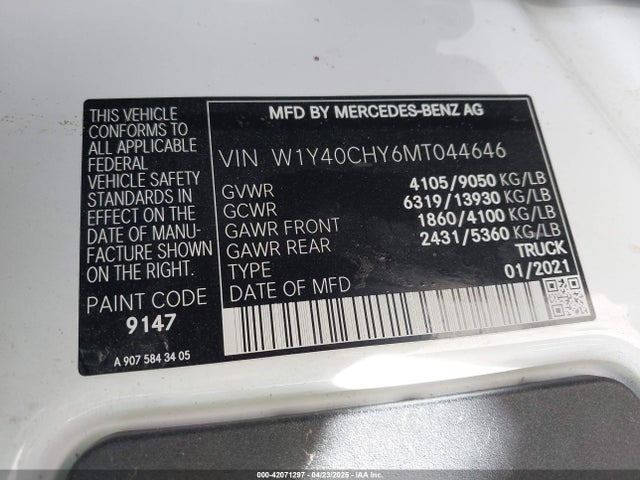 THIS VEHICLE
CONFORMS TO
ALL APPLICABLE
FEDERAL
VEHICLE SAFETY
STANDARDS IN
EFFECT ON THE
DATE OF MANU-
FACTURE SHOWN
ON THE RIGHT.
PAINT CODE
9147
A 907 584 34 05
MFD BY MERCEDES-BENZ AG
VIN W1Y40CHY6MT044646
GVWR 4105/9050 KG/LB
GCWR 6319/13930 KG/LB
GAWR FRONT 1860/4100 KG/LB
GAWR REAR 2431/5360 KG/LB
TYPE TRUCK
DATE OF MFD 01/2021
000-42071297 - 04/23/2025 - COPYRIGHT IAA, LLC.